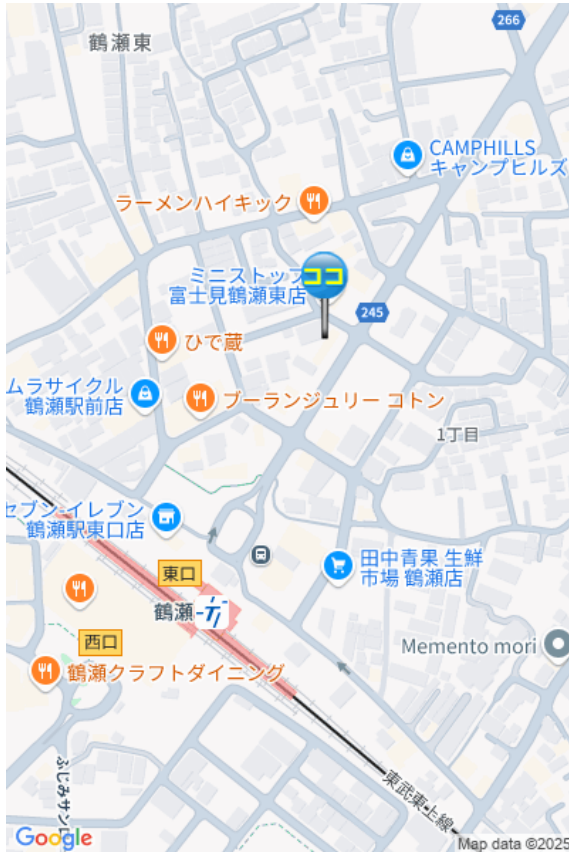 266
鶴瀬東
CAMPHILLS
キャンプヒルズ
ラーメンハイキック
ミニストップ
富士見鶴瀬東店
ココ
245
ひで蔵
ムラサイクル
鶴瀬駅前店
ブーランジュリー コトン
1丁目
セブン-イレブン
鶴瀬駅東口店
東口
田中青果 生鮮
市場 鶴瀬店
鶴瀬
西口
Memento mori
鶴瀬クラフトダイニング
ふじみサンロ
東武東上線
Google
Map data ©2025